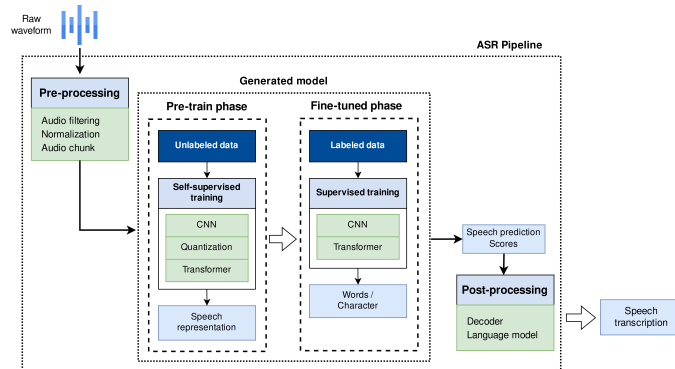 Raw
waveform
ASR Pipeline
Pre-processing
Audio filtering
Normalization
Audio chunk
Generated model
Pre-train phase
Unlabeled data
Self-supervised
training
CNN
Quantization
Transformer
Speech
representation
Fine-tuned phase
Labeled data
Supervised training
CNN
Transformer
Words /
Character
Speech prediction
Scores
Post-processing
Decoder
Language model
Speech
transcription